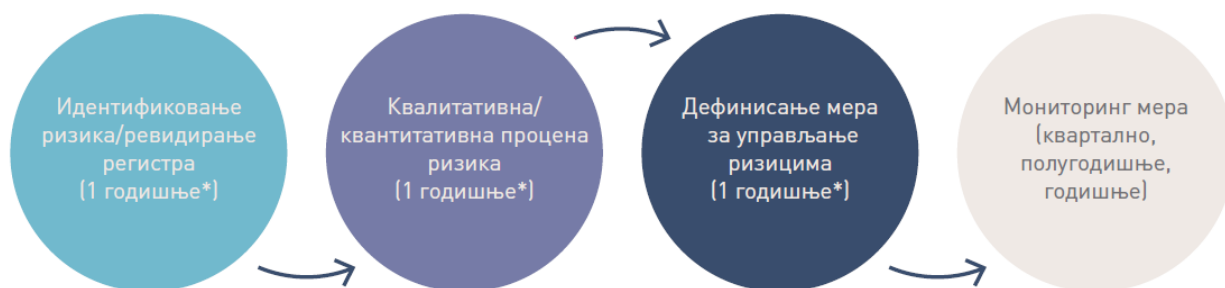 Идентификовање
ризика/ревидирање
регистра
(1 годишње*)
Квалитативна/
квантитативна процена
ризика
(1 годишње*)
Дефинисање мера
за управљање
ризицима
(1 годишње*)
Мониторинг мера
(квартално,
полугодишње,
годишње)